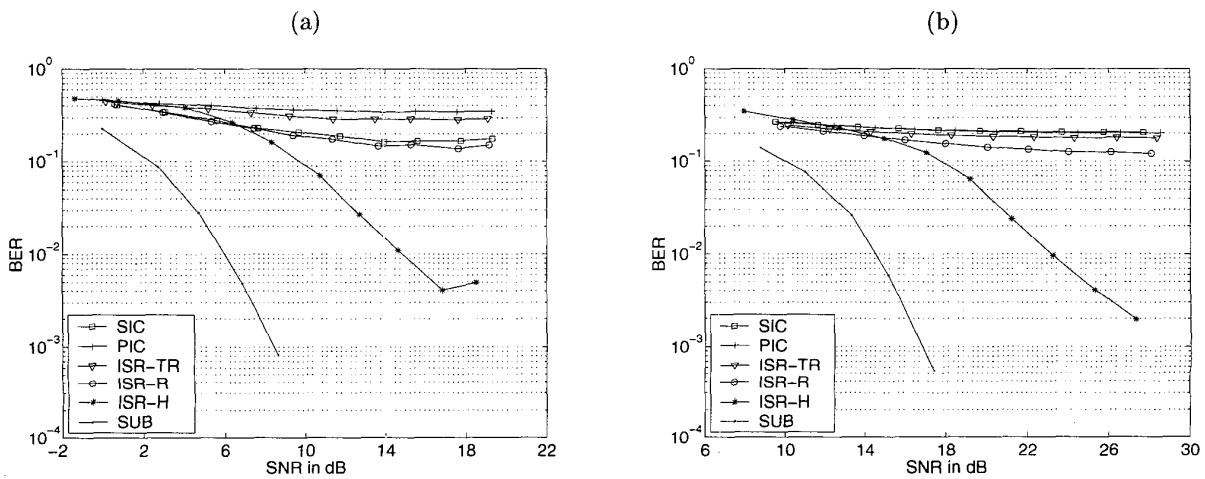 (a)
10^0
10^-1
10^-2
10^-3
10^-4
BER
-2 2 6 10 14 18 22
SNR in dB
SIC
PIC
ISR-TR
ISR-R
ISR-H
SUB
(b)
10^0
10^-1
10^-2
10^-3
10^-4
BER
6 10 14 18 22 26 30
SNR in dB
SIC
PIC
ISR-TR
ISR-R
ISR-H
SUB